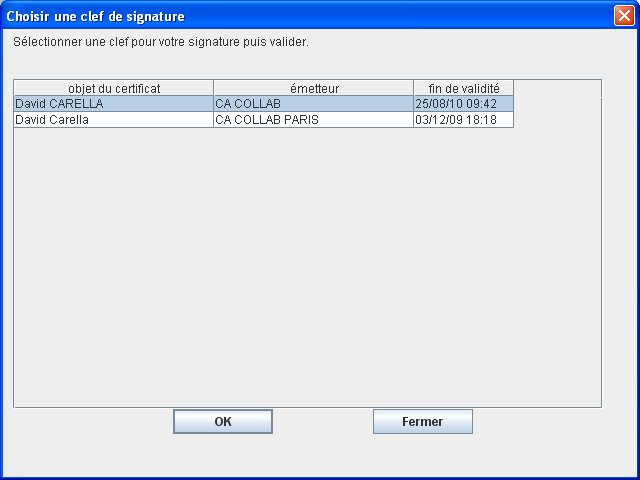 Choisir une clef de signature
Sélectionner une clef pour votre signature puis valider.
objet du certificat émetteur fin de validité
David CARELLA CA COLLAB 25/08/10 09:42
David Carella CA COLLAB PARIS 03/12/09 18:18
OK Fermer